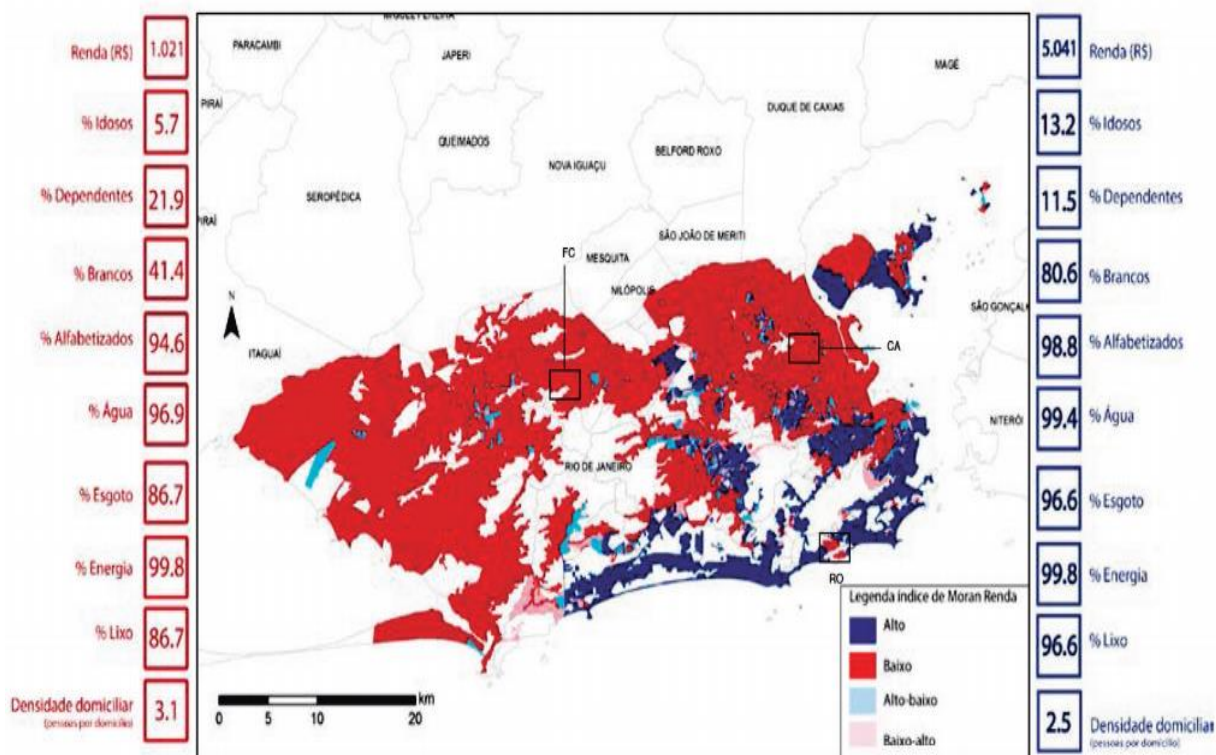 Renda (R$) 1.021
% Idosos 5.7
% Dependentes 21.9
% Brancos 41.4
% Alfabetizados 94.6
% Água 96.9
% Esgoto 86.7
% Energia 99.8
% Lixo 86.7
Densidade domiciliar 3.1
(pessoas por domicílio)
MIGUEL PEREIRA
PARACAMBI
JAPERI
MAGÉ
PIRAÍ
DUQUE DE CAXIAS
QUEIMADOS
BELFORD ROXO
NOVA IGUAÇU
SEROPÉDICA
PIRAÍ
SÃO JOÃO DE MERITI
FC
MESQUITA
NILÓPOLIS
SÃO GONÇAL
N
ITAGUAÍ
CA
NITERÓI
RIO DE JANEIRO
RO
km
0 5 10 20
Legenda índice de Moran Renda
Alto
Baixo
Alto-baixo
Baixo-alto
5.041 Renda (R$)
13.2 % Idosos
11.5 % Dependentes
80.6 % Brancos
98.8 % Alfabetizados
99.4 % Água
96.6 % Esgoto
99.8 % Energia
96.6 % Lixo
2.5 Densidade domiciliar
(pessoas por domicílio)